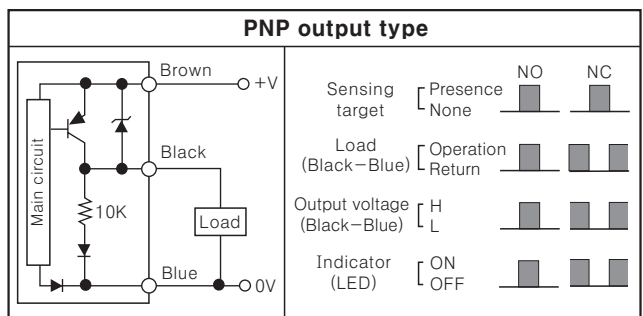 PNP output type
Main circuit
10K
Brown
+V
Black
Load
Blue
0V
NO
NC
Sensing target
Presence
None
Load
(Black−Blue)
Operation
Return
Output voltage
(Black−Blue)
H
L
Indicator
(LED)
ON
OFF